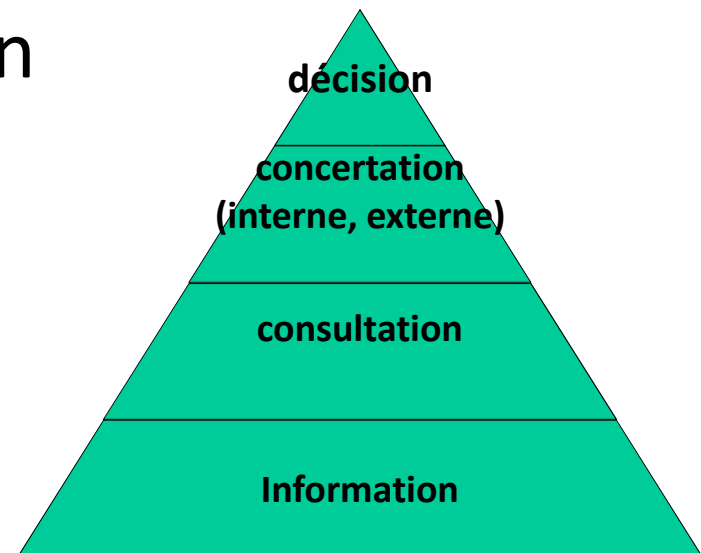 n
décision
concertation
(interne, externe)
consultation
Information